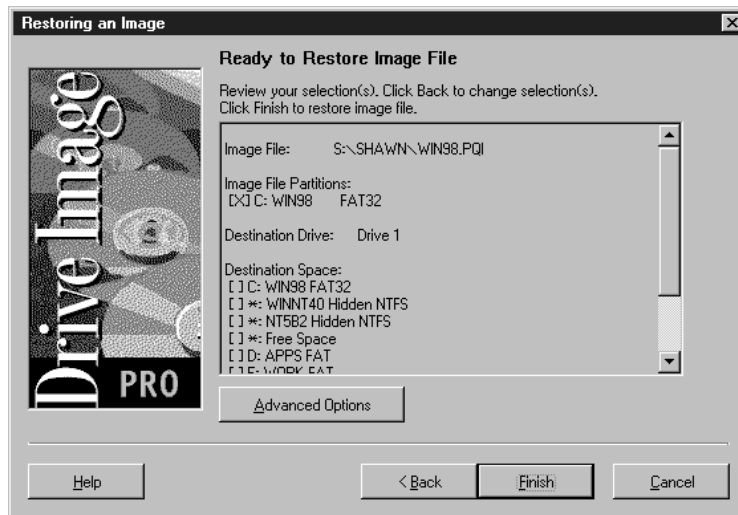 Restoring an Image
Drive Image
PRO
Ready to Restore Image File
Review your selection(s). Click Back to change selection(s).
Click Finish to restore image file.
Image File: S:\SHAWN\WIN98.PQI
Image File Partitions:
[X] C: WIN98 FAT32
Destination Drive: Drive 1
Destination Space:
[ ] C: WIN98 FAT32
[ ] *: WINNT40 Hidden NTFS
[ ] *: NT5B2 Hidden NTFS
[ ] *: Free Space
[ ] D: APPS FAT
[ ] E: WORK FAT
Advanced Options
Help
< Back
Finish
Cancel